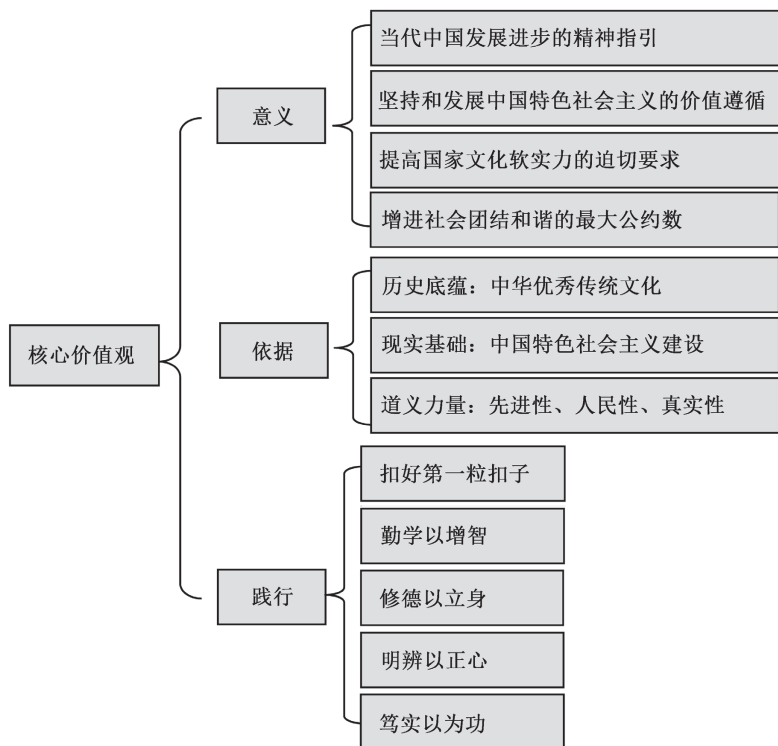 核心价值观
意义
当代中国发展进步的精神指引
坚持和发展中国特色社会主义的价值遵循
提高国家文化软实力的迫切要求
增进社会团结和谐的最大公约数
依据
历史底蕴：中华优秀传统文化
现实基础：中国特色社会主义建设
道义力量：先进性、人民性、真实性
践行
扣好第一粒扣子
勤学以增智
修德以立身
明辨以正心
笃实以为功